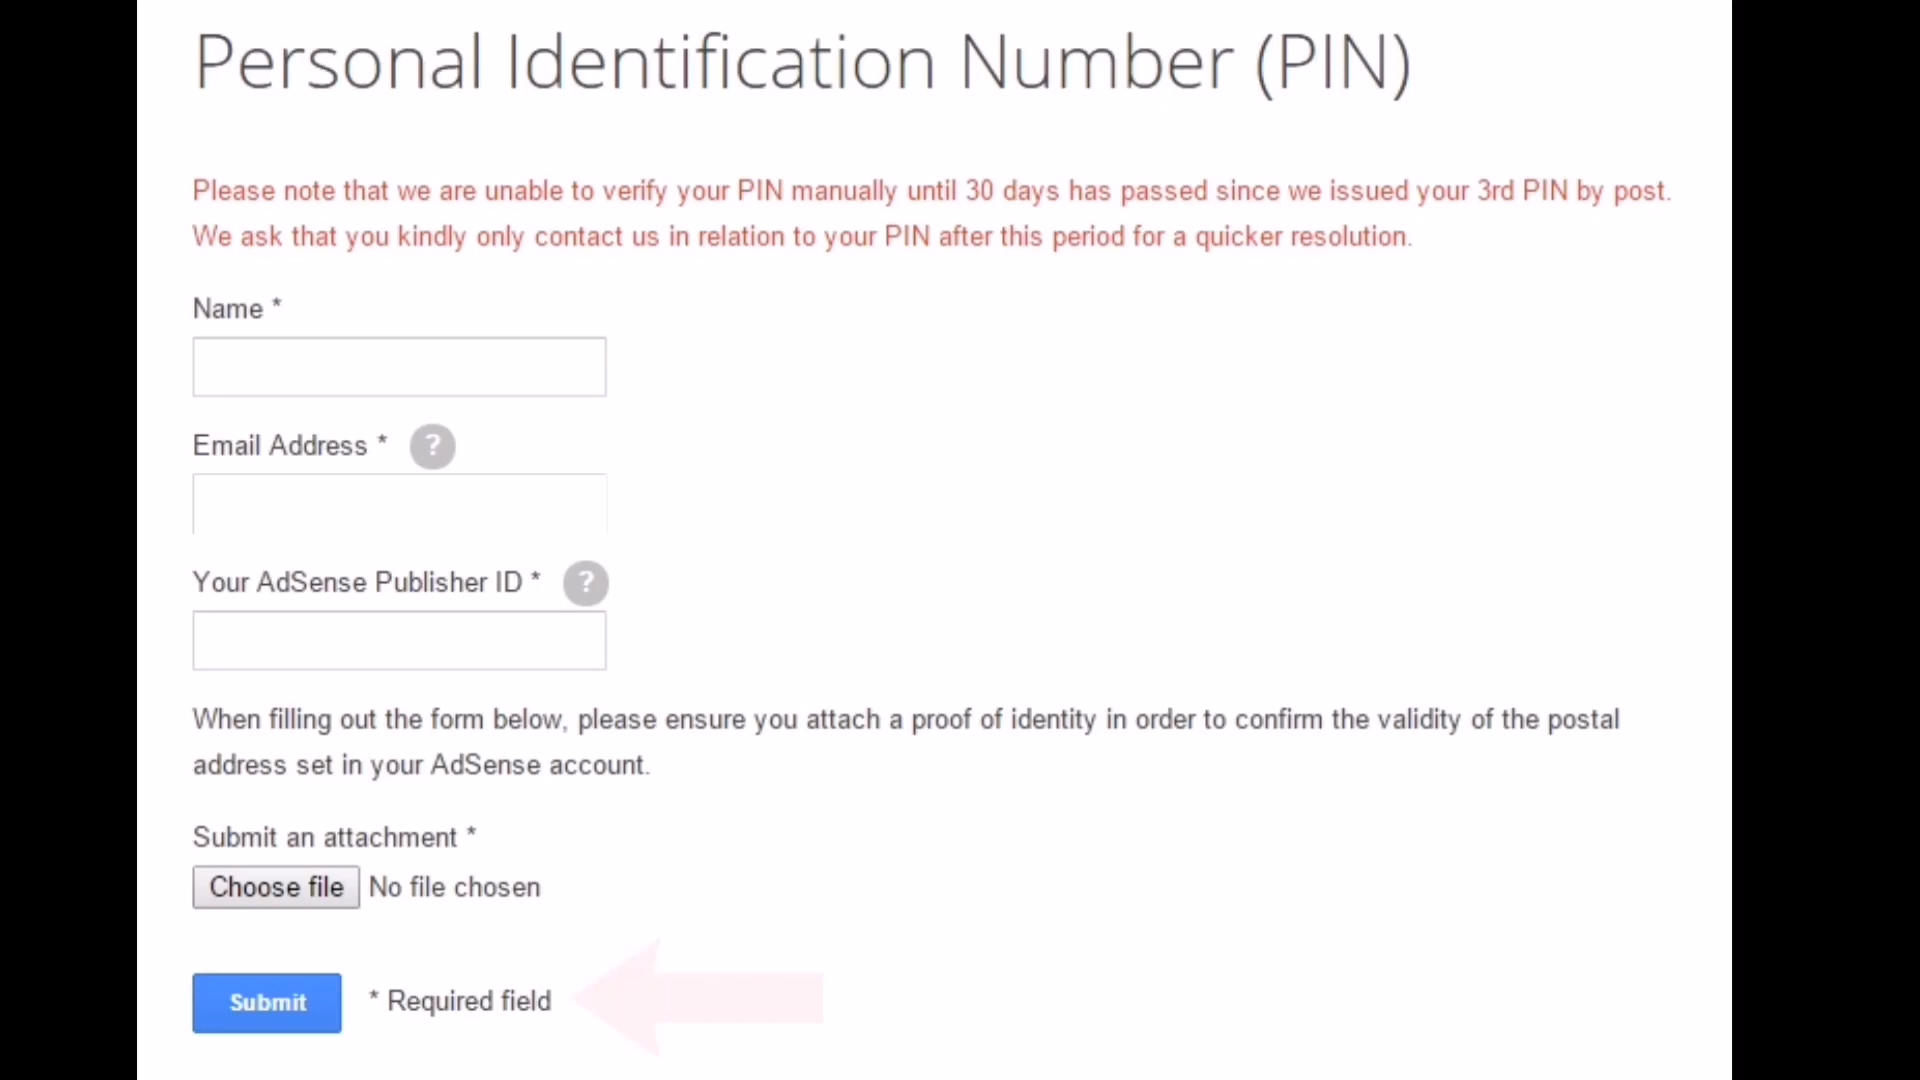 Personal Identification Number (PIN)
Please note that we are unable to verify your PIN manually until 30 days has passed since we issued your 3rd PIN by post.
We ask that you kindly only contact us in relation to your PIN after this period for a quicker resolution.
Name *
Email Address * ?
Your AdSense Publisher ID * ?
When filling out the form below, please ensure you attach a proof of identity in order to confirm the validity of the postal
address set in your AdSense account.
Submit an attachment *
Choose file No file chosen
Submit * Required field